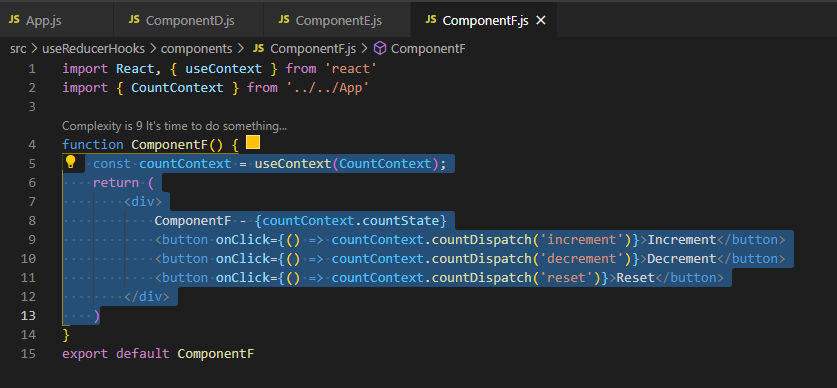 JS App.js JS ComponentD.js JS ComponentE.js JS ComponentF.js ×
src > useReducerHooks > components > JS ComponentF.js > ComponentF
1 import React, { useContext } from 'react'
2 import { CountContext } from '../../App'
3
Complexity is 9 It's time to do something...
4 function ComponentF() {
5 const countContext = useContext(CountContext);
6 return (
7 <div>
8 ComponentF - {countContext.countState}
9 <button onClick={() => countContext.countDispatch('increment')}>Increment</button>
10 <button onClick={() => countContext.countDispatch('decrement')}>Decrement</button>
11 <button onClick={() => countContext.countDispatch('reset')}>Reset</button>
12 </div>
13 )
14 }
15 export default ComponentF